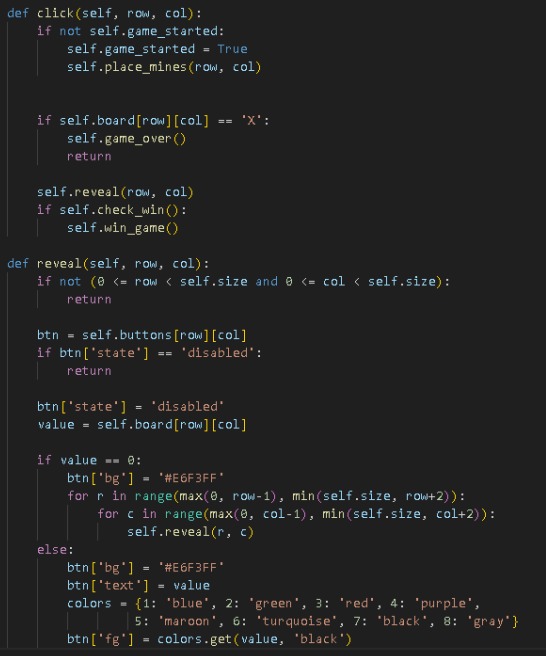 def click(self, row, col):
    if not self.game_started:
        self.game_started = True
        self.place_mines(row, col)


    if self.board[row][col] == 'X':
        self.game_over()
        return

    self.reveal(row, col)
    if self.check_win():
        self.win_game()

def reveal(self, row, col):
    if not (0 <= row < self.size and 0 <= col < self.size):
        return

    btn = self.buttons[row][col]
    if btn['state'] == 'disabled':
        return

    btn['state'] = 'disabled'
    value = self.board[row][col]

    if value == 0:
        btn['bg'] = '#E6F3FF'
        for r in range(max(0, row-1), min(self.size, row+2)):
            for c in range(max(0, col-1), min(self.size, col+2)):
                self.reveal(r, c)
    else:
        btn['bg'] = '#E6F3FF'
        btn['text'] = value
        colors = {1: 'blue', 2: 'green', 3: 'red', 4: 'purple',
                 5: 'maroon', 6: 'turquoise', 7: 'black', 8: 'gray'}
        btn['fg'] = colors.get(value, 'black')